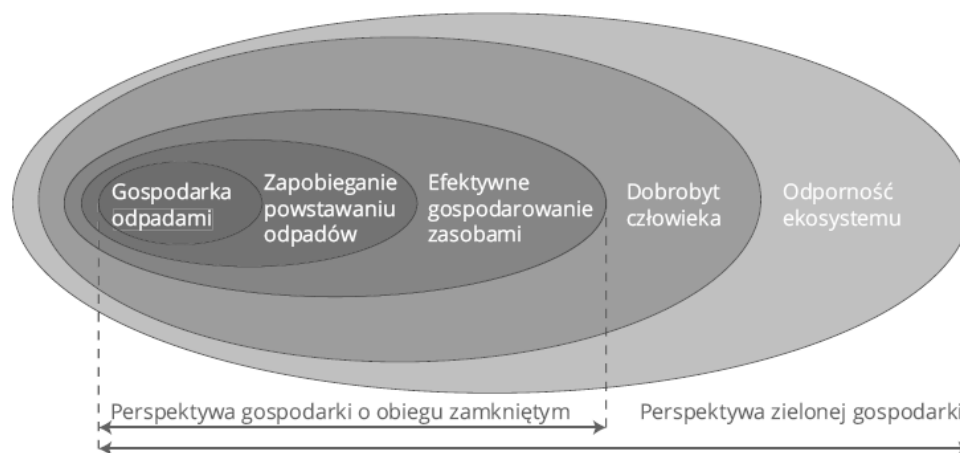 Gospodarka
odpadami
Zapobieganie
powstawaniu
odpadów
Efektywne
gospodarowanie
zasobami
Dobrobyt
człowieka
Odporność
ekosystemu
Perspektywa gospodarki o obiegu zamkniętym
Perspektywa zielonej gospodarki